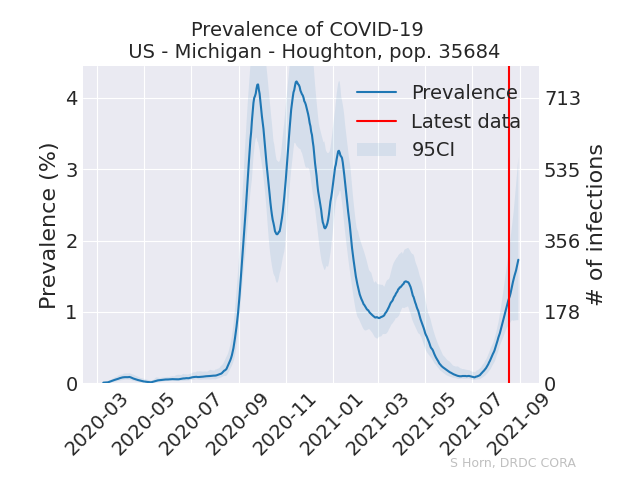 Prevalence of COVID-19
US - Michigan - Houghton, pop. 35684
Prevalence (%)
4
3
2
1
0
Prevalence
Latest data
95CI
713
535
356
178
0
# of infections
2020-03
2020-05
2020-07
2020-09
2020-11
2021-01
2021-03
2021-05
2021-07
2021-09
S Horn, DRDC CORA